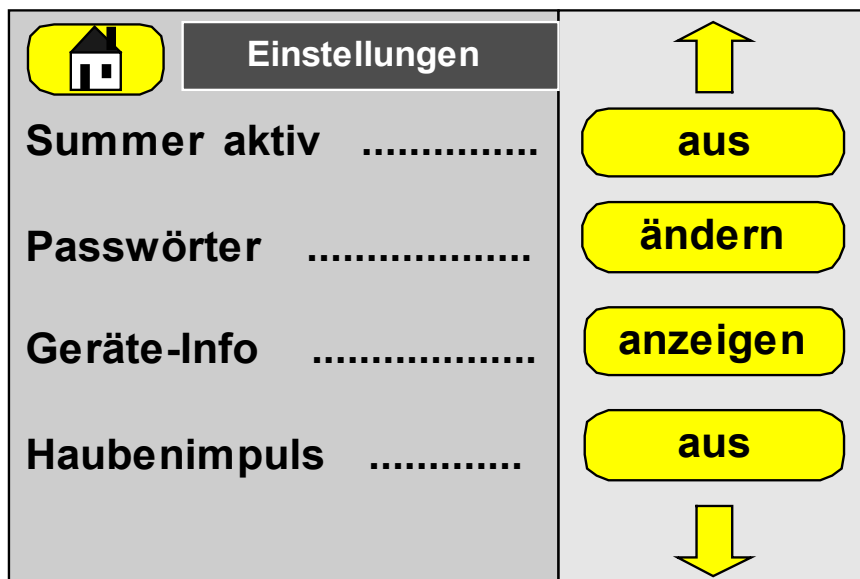 Einstellungen
Summer aktiv ............... aus
Passwörter ................... ändern
Geräte-Info ................... anzeigen
Haubenimpuls ............. aus